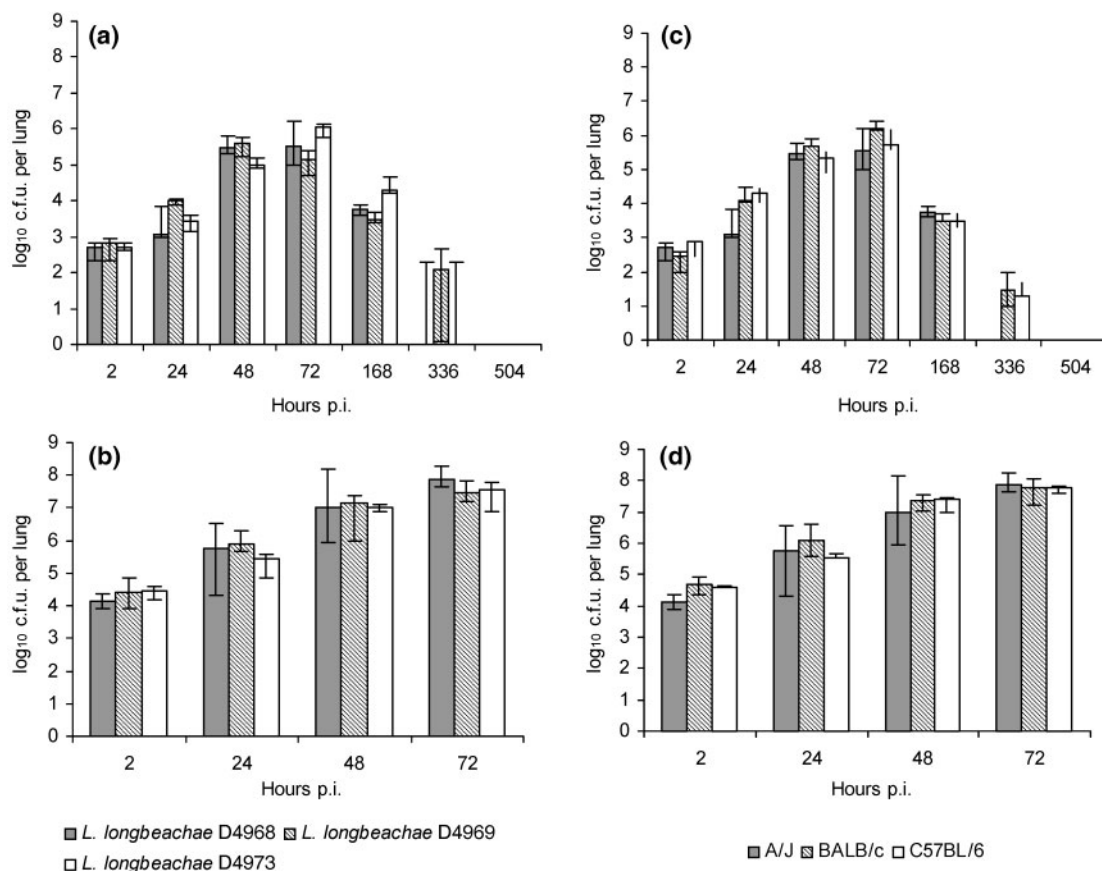 (a)
log10 c.f.u. per lung
9
8
7
6
5
4
3
2
1
0
2 24 48 72 168 336 504
Hours p.i.
(c)
log10 c.f.u. per lung
9
8
7
6
5
4
3
2
1
0
2 24 48 72 168 336 504
Hours p.i.
(b)
log10 c.f.u. per lung
9
8
7
6
5
4
3
2
1
0
2 24 48 72
Hours p.i.
L. longbeachae D4968 L. longbeachae D4969
L. longbeachae D4973
(d)
log10 c.f.u. per lung
9
8
7
6
5
4
3
2
1
0
2 24 48 72
Hours p.i.
A/J BALB/c C57BL/6